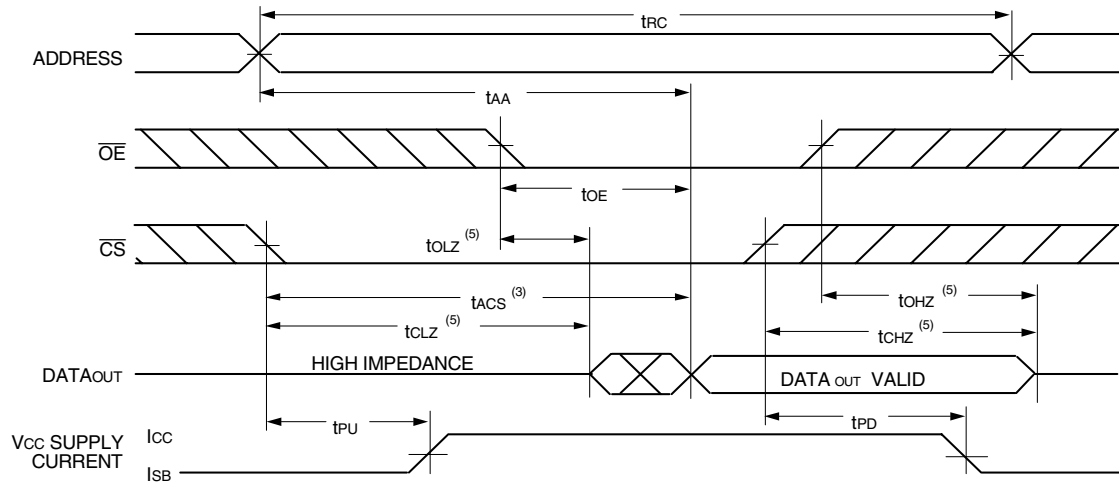 tRC
ADDRESS
tAA
OE
tOE
CS
tOLZ (5)
tACS (3)
tOHZ (5)
tCLZ (5)
tCHZ (5)
HIGH IMPEDANCE
DATAOUT
DATA OUT VALID
tPU
tPD
VCC SUPPLY
CURRENT
ICC
ISB